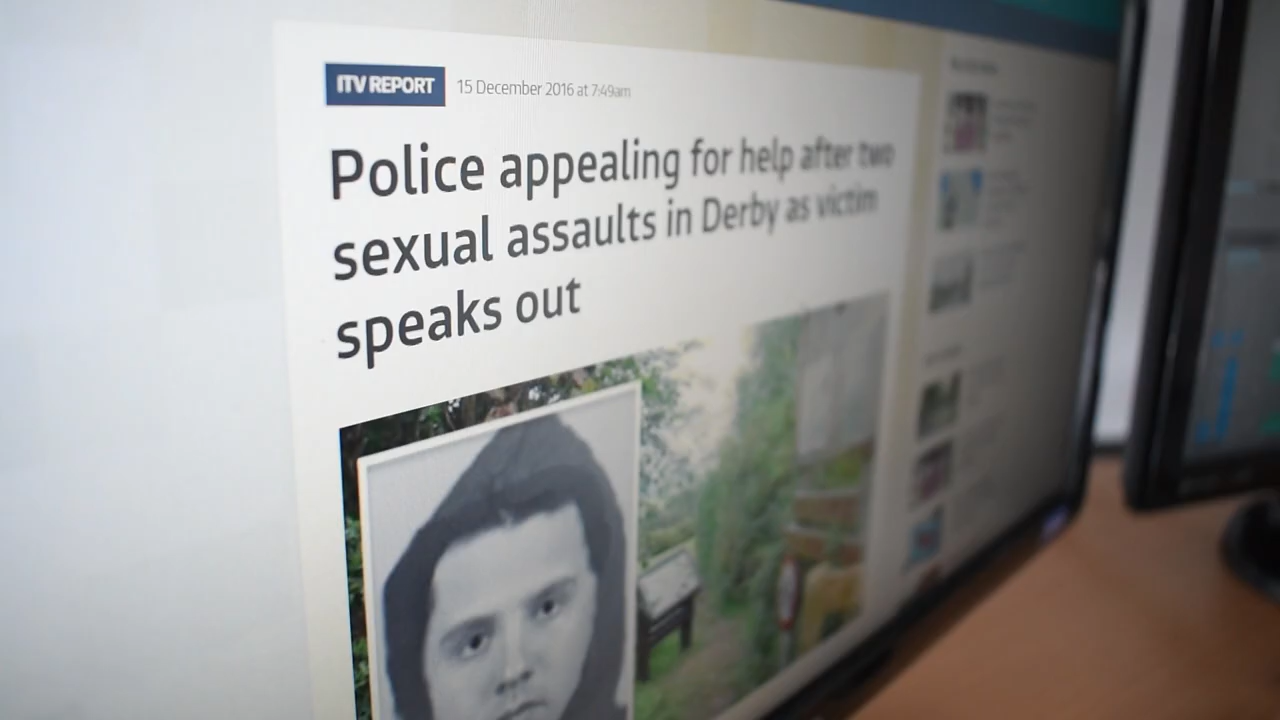 ITV REPORT 15 December 2016 at 7:49am
Police appealing for help after two
sexual assaults in Derby as victim
speaks out